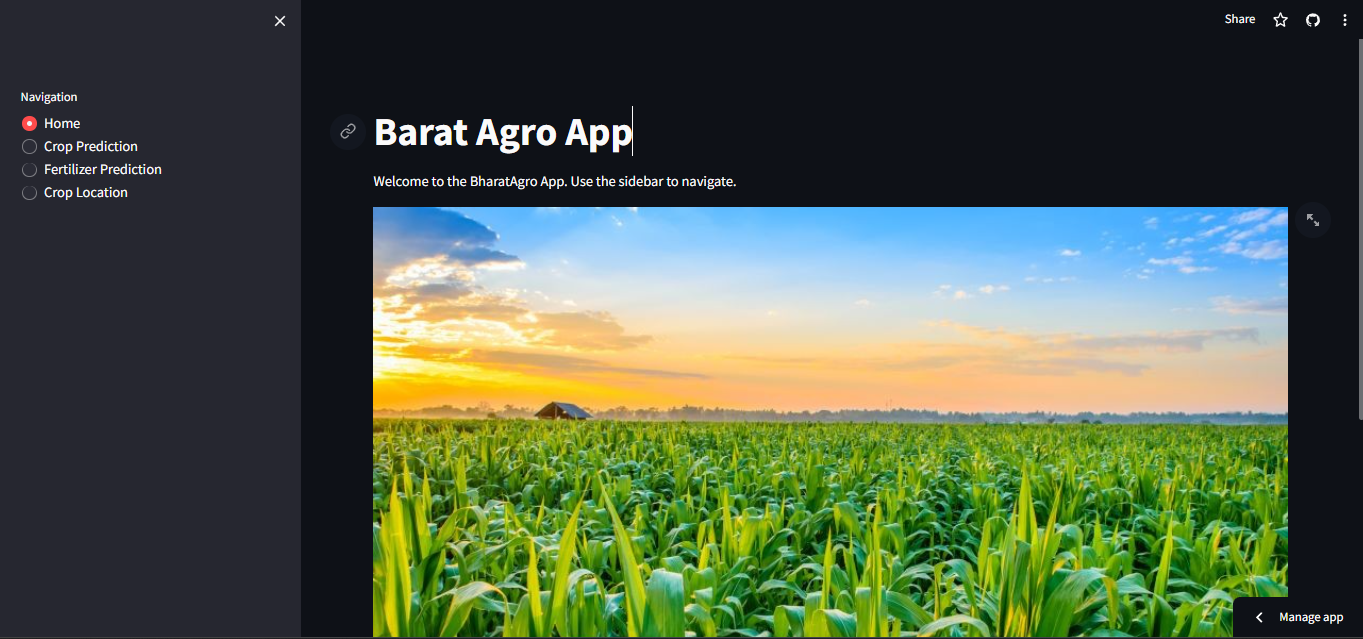 Share
Navigation
Home
Crop Prediction
Fertilizer Prediction
Crop Location
Barat Agro App
Welcome to the BharatAgro App. Use the sidebar to navigate.
Manage app